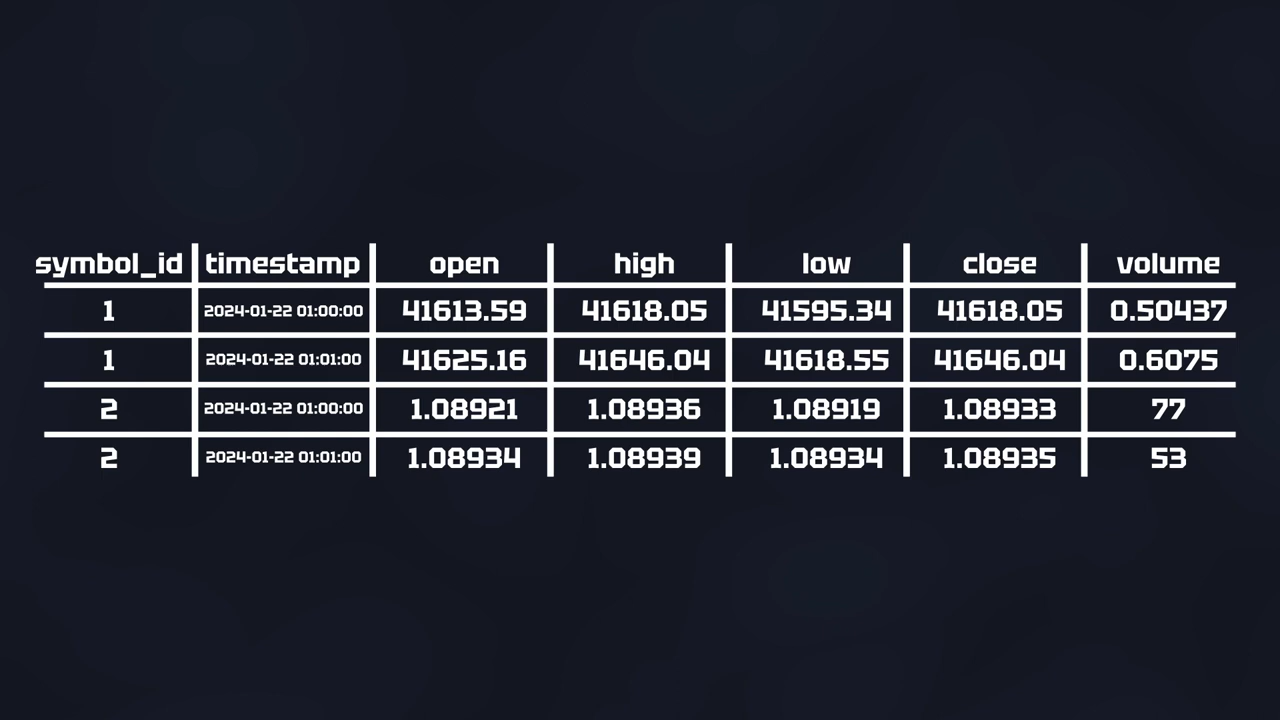 symbol_id timestamp open high low close volume
1 2024-01-22 01:00:00 41613.59 41618.05 41595.34 41618.05 0.50437
1 2024-01-22 01:01:00 41625.16 41646.04 41618.55 41646.04 0.6075
2 2024-01-22 01:00:00 1.08921 1.08936 1.08919 1.08933 77
2 2024-01-22 01:01:00 1.08934 1.08939 1.08934 1.08935 53